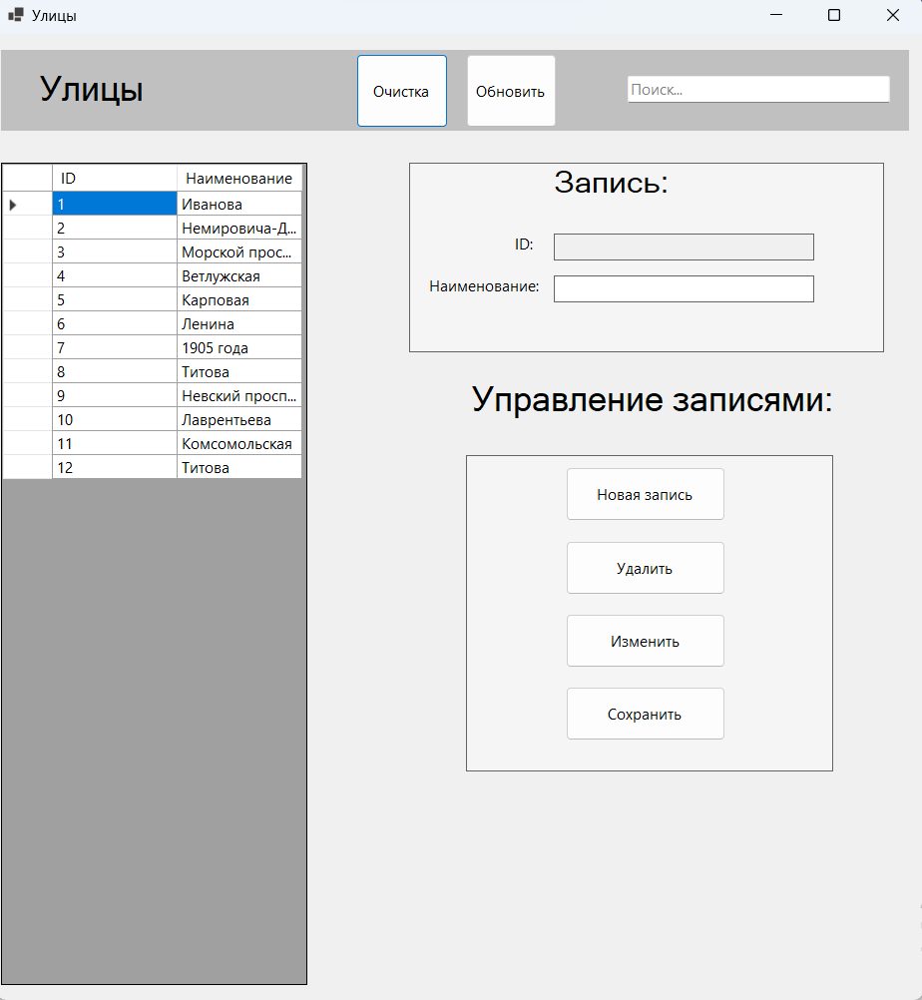 Улицы
Улицы
Очистка
Обновить
Поиск...
ID Наименование
1 Иванова
2 Немировича-Д...
3 Морской прос...
4 Ветлужская
5 Карповая
6 Ленина
7 1905 года
8 Титова
9 Невский просп...
10 Лаврентьева
11 Комсомольская
12 Титова
Запись:
ID:
Наименование:
Управление записями:
Новая запись
Удалить
Изменить
Сохранить